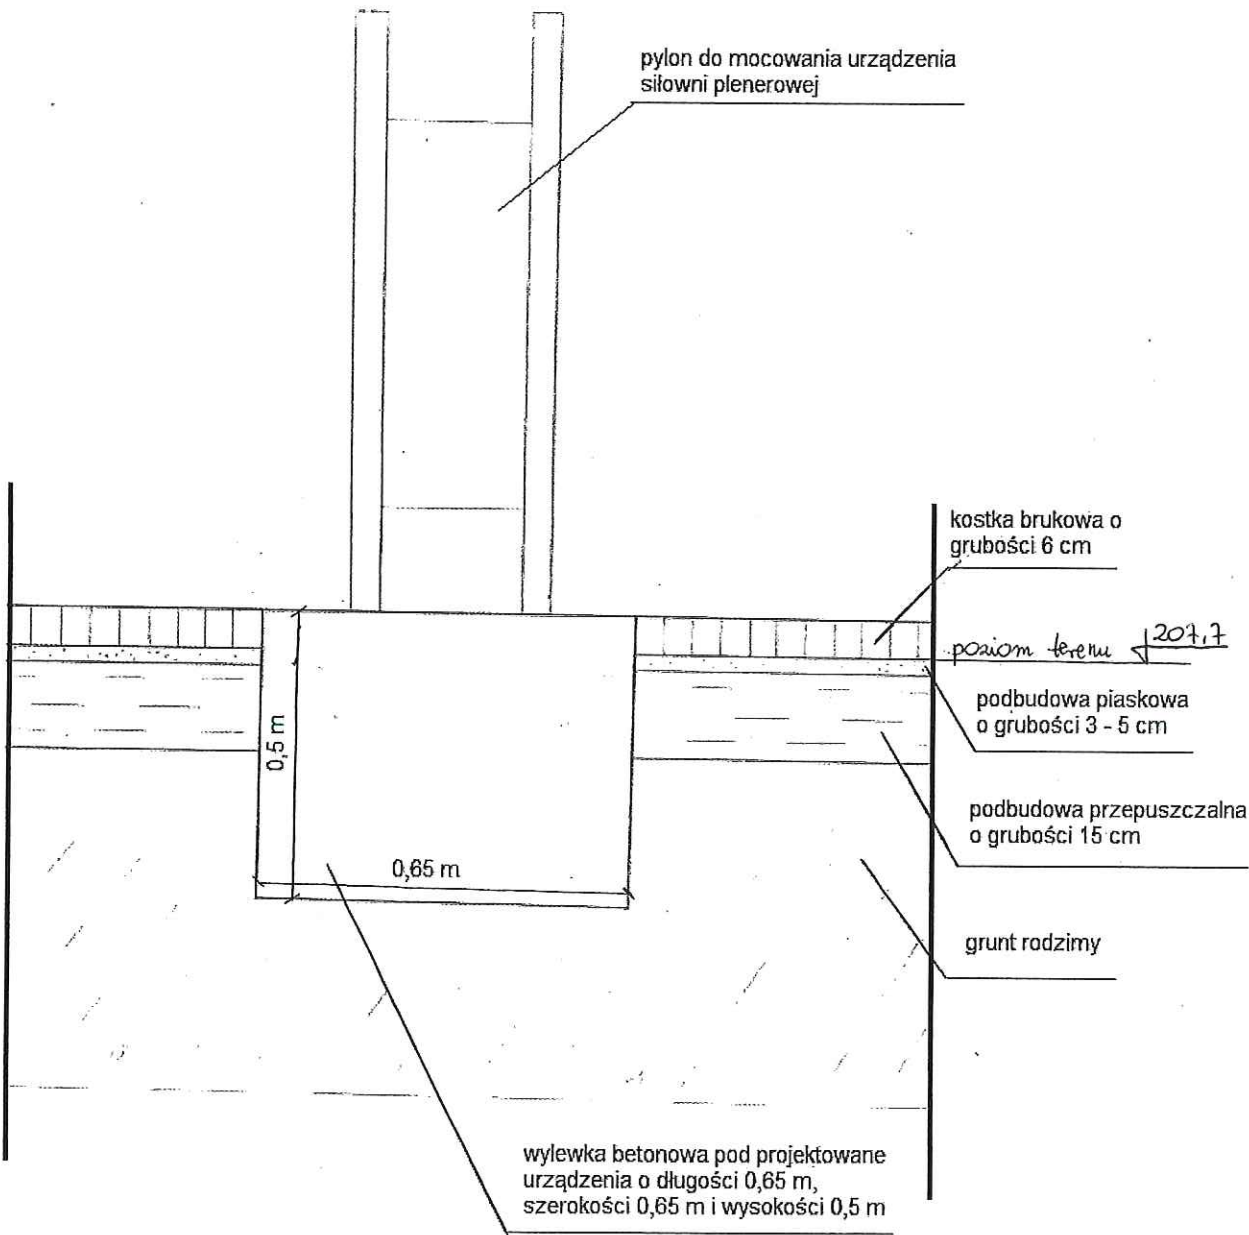 pylon do mocowania urządzenia
siłowni plenerowej
kostka brukowa o
grubości 6 cm
poziom terenu 207,7
podbudowa piaskowa
o grubości 3 - 5 cm
0,5 m
podbudowa przepuszczalna
o grubości 15 cm
0,65 m
grunt rodzimy
wylewka betonowa pod projektowane
urządzenia o długości 0,65 m,
szerokości 0,65 m i wysokości 0,5 m